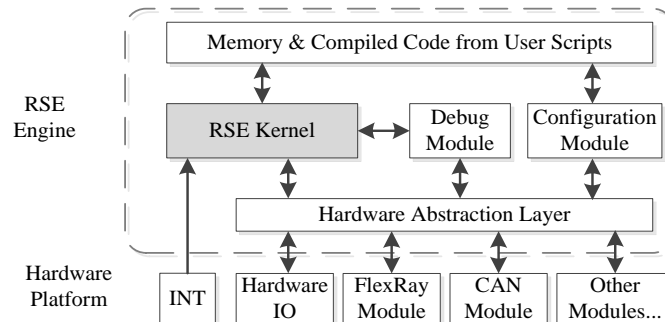 Memory & Compiled Code from User Scripts
RSE
Engine
RSE Kernel
Debug
Module
Configuration
Module
Hardware Abstraction Layer
Hardware
Platform
INT
Hardware
IO
FlexRay
Module
CAN
Module
Other
Modules...